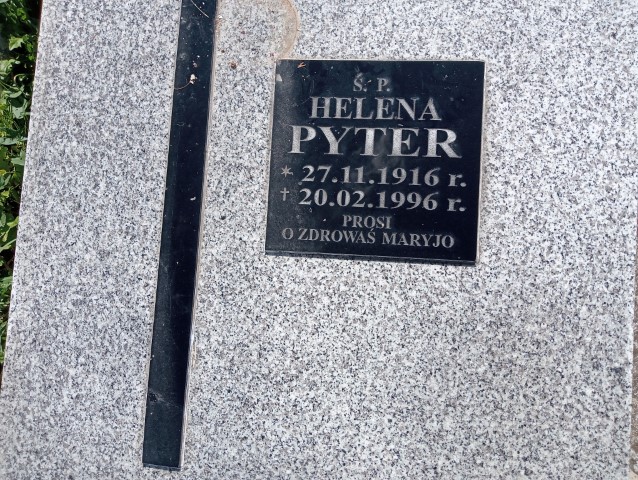 Ś. P.
HELENA
PYTER
* 27.11.1916 r.
† 20.02.1996 r.
PROSI
O ZDROWAŚ MARYJO